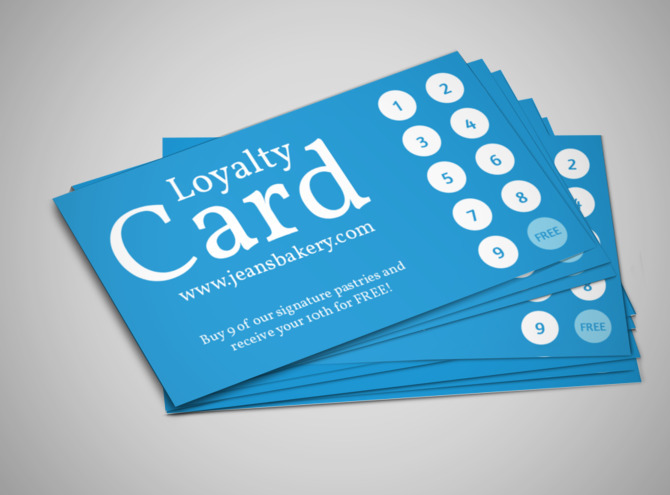 Loyalty
Card
www.jeansbakery.com
Buy 9 of our signature pastries and
receive your 10th for FREE!
1 2
3 4
5 6
7 8
9 FREE
2
4
8
9 FREE